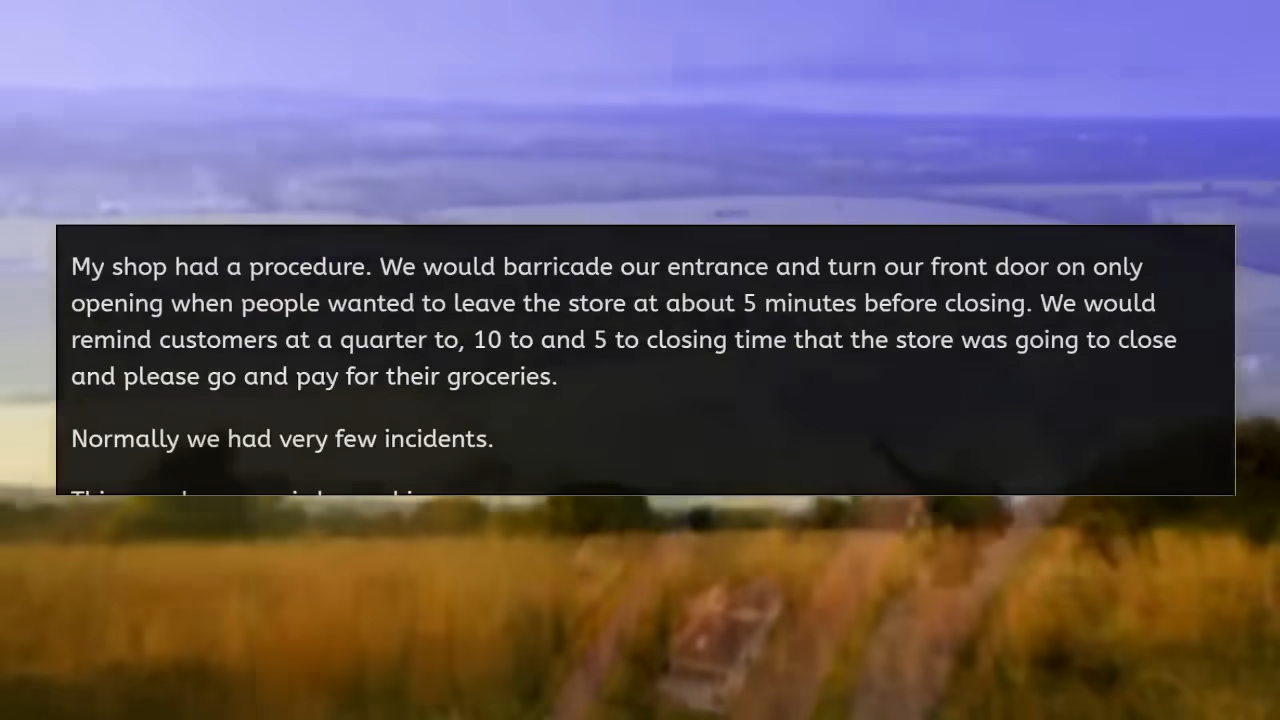 My shop had a procedure. We would barricade our entrance and turn our front door on only
opening when people wanted to leave the store at about 5 minutes before closing. We would
remind customers at a quarter to, 10 to and 5 to closing time that the store was going to close
and please go and pay for their groceries.
Normally we had very few incidents.